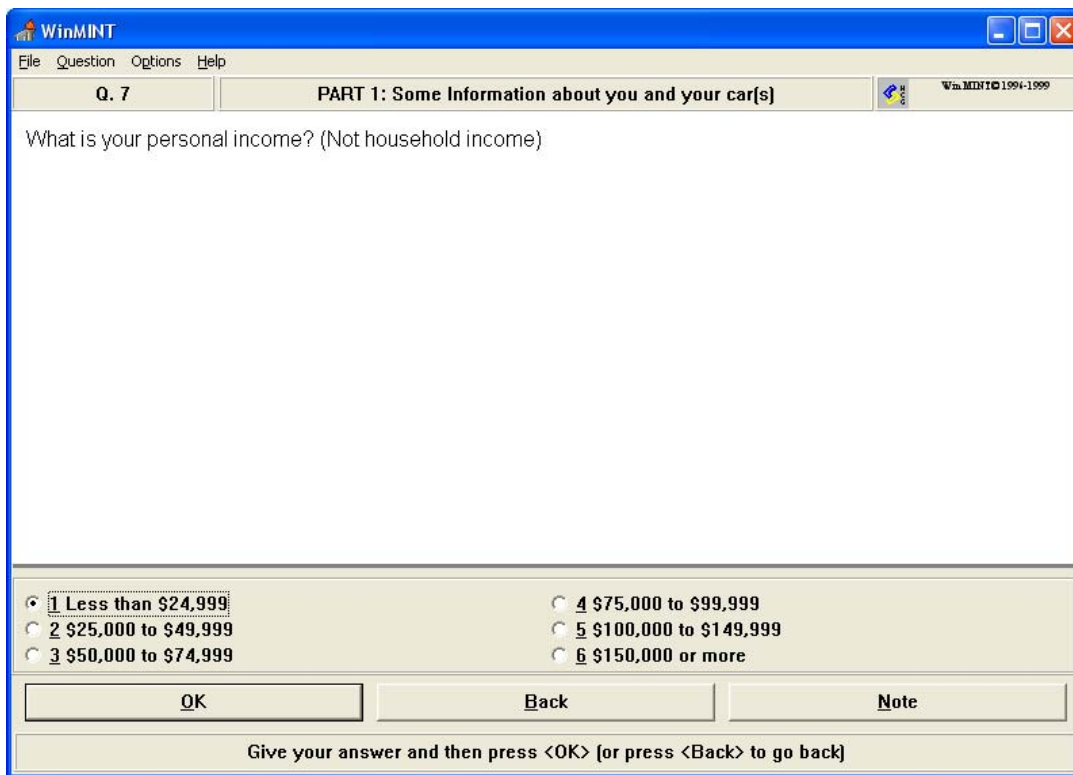 WinMINT
File Question Options Help
Q. 7 PART 1: Some Information about you and your car(s) HCG WinMINT© 1994-1999
What is your personal income? (Not household income)
1 Less than $24,999
2 $25,000 to $49,999
3 $50,000 to $74,999
4 $75,000 to $99,999
5 $100,000 to $149,999
6 $150,000 or more
OK Back Note
Give your answer and then press <OK> (or press <Back> to go back)